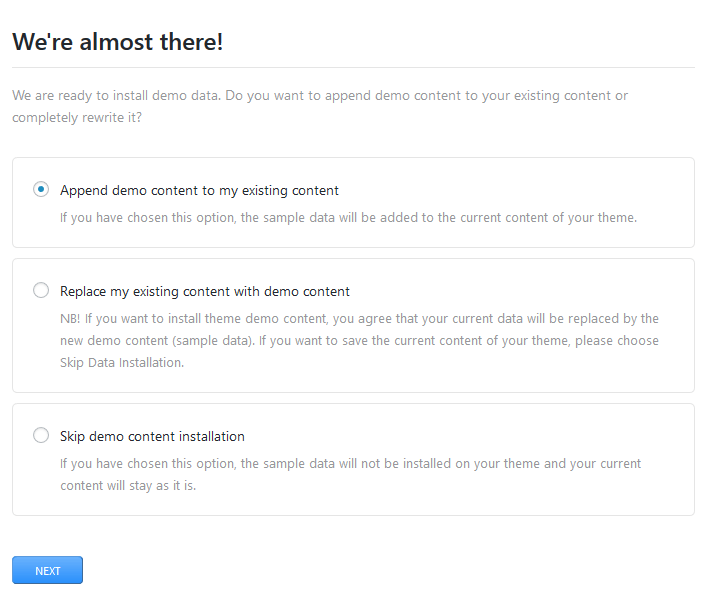 We're almost there!
We are ready to install demo data. Do you want to append demo content to your existing content or
completely rewrite it?
Append demo content to my existing content
If you have chosen this option, the sample data will be added to the current content of your theme.
Replace my existing content with demo content
NB! If you want to install theme demo content, you agree that your current data will be replaced by the
new demo content (sample data). If you want to save the current content of your theme, please choose
Skip Data Installation.
Skip demo content installation
If you have chosen this option, the sample data will not be installed on your theme and your current
content will stay as it is.
NEXT